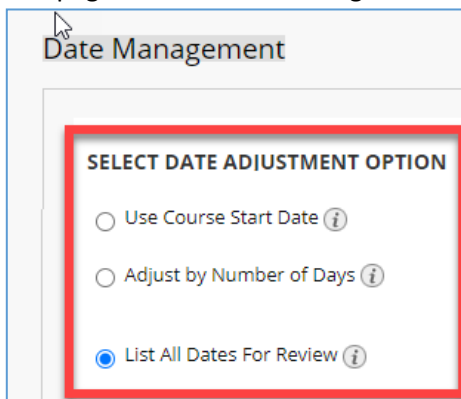 Date Management
SELECT DATE ADJUSTMENT OPTION
Use Course Start Date
Adjust by Number of Days
List All Dates For Review